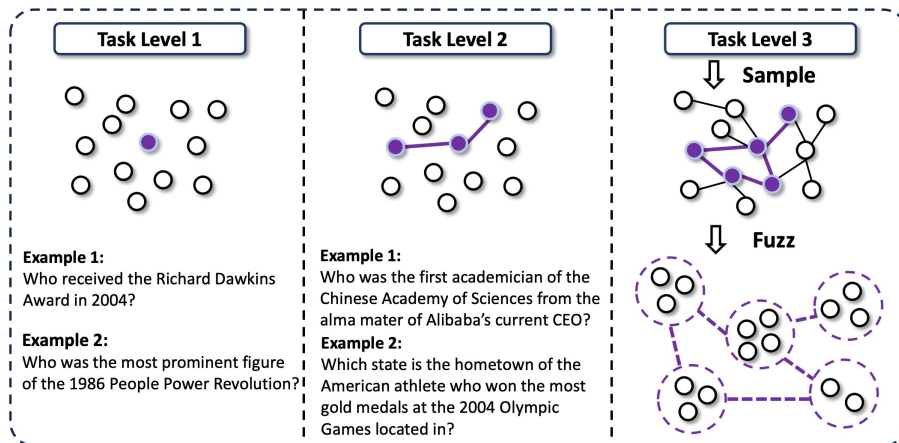 Task Level 1
Example 1:
Who received the Richard Dawkins
Award in 2004?
Example 2:
Who was the most prominent figure
of the 1986 People Power Revolution?
Task Level 2
Example 1:
Who was the first academician of the
Chinese Academy of Sciences from the
alma mater of Alibaba's current CEO?
Example 2:
Which state is the hometown of the
American athlete who won the most
gold medals at the 2004 Olympic
Games located in?
Task Level 3
Sample
Fuzz